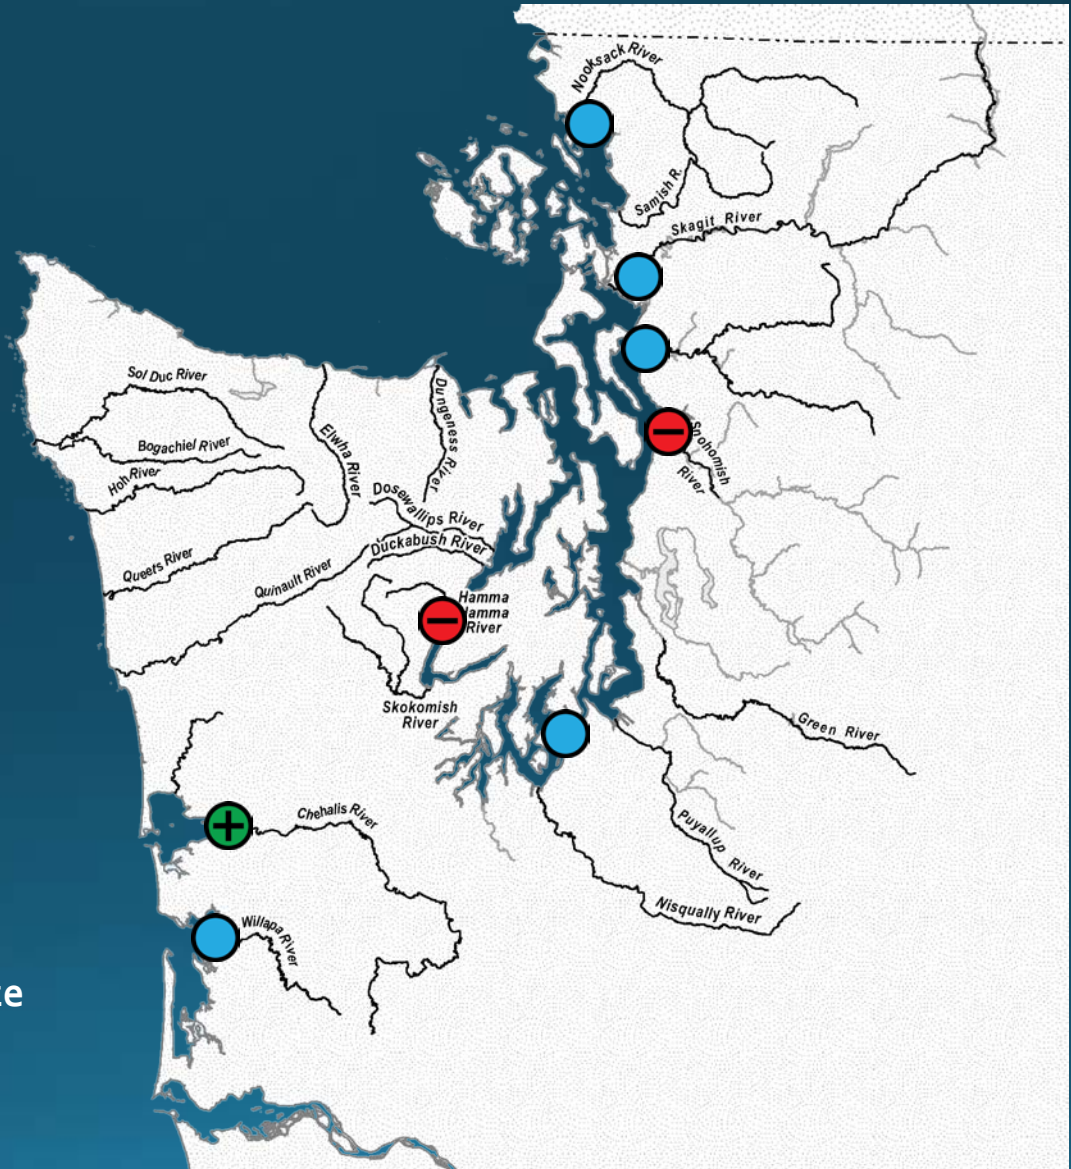 Nooksack River
Samish R.
Skagit River
Sol Duc River
Bogachiel River
Hoh River
Elwha River
Dungeness River
Snohomish
River
Dosewallips River
Duckabush River
Queets River
Quinault River
Hamma
Hamma
River
Skokomish
River
Green River
Chehalis River
Puyallup River
Nisqually River
Willapa River